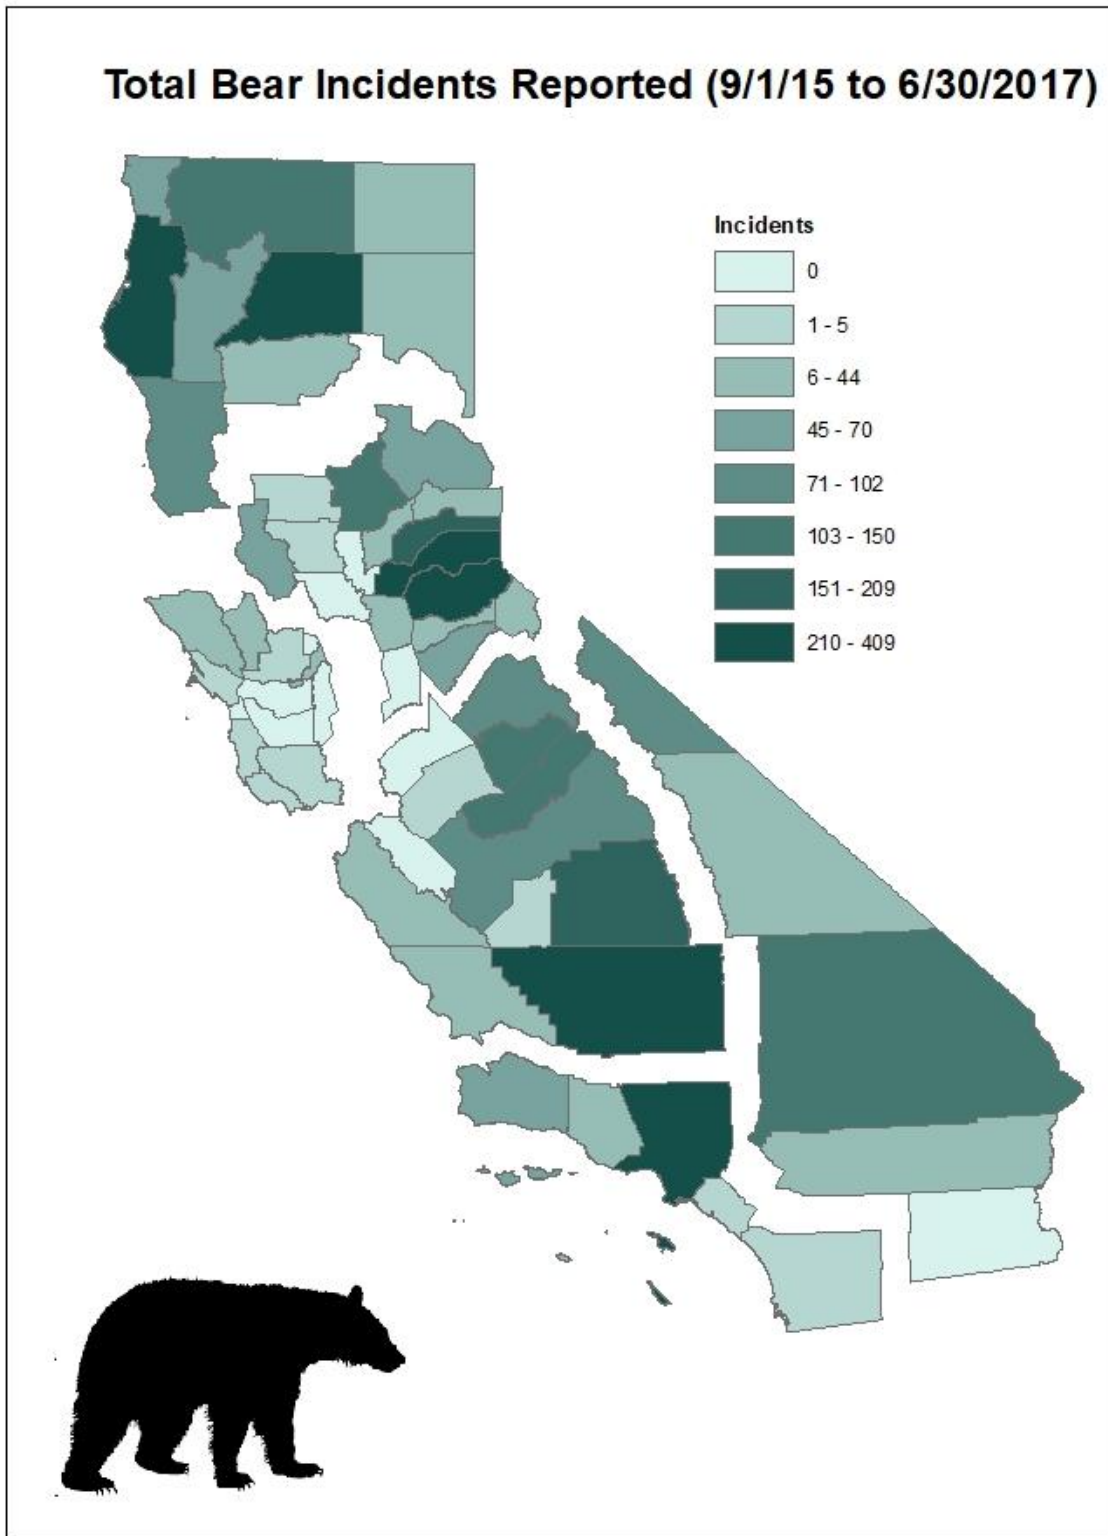 Total Bear Incidents Reported (9/1/15 to 6/30/2017)
Incidents
0
1 - 5
6 - 44
45 - 70
71 - 102
103 - 150
151 - 209
210 - 409